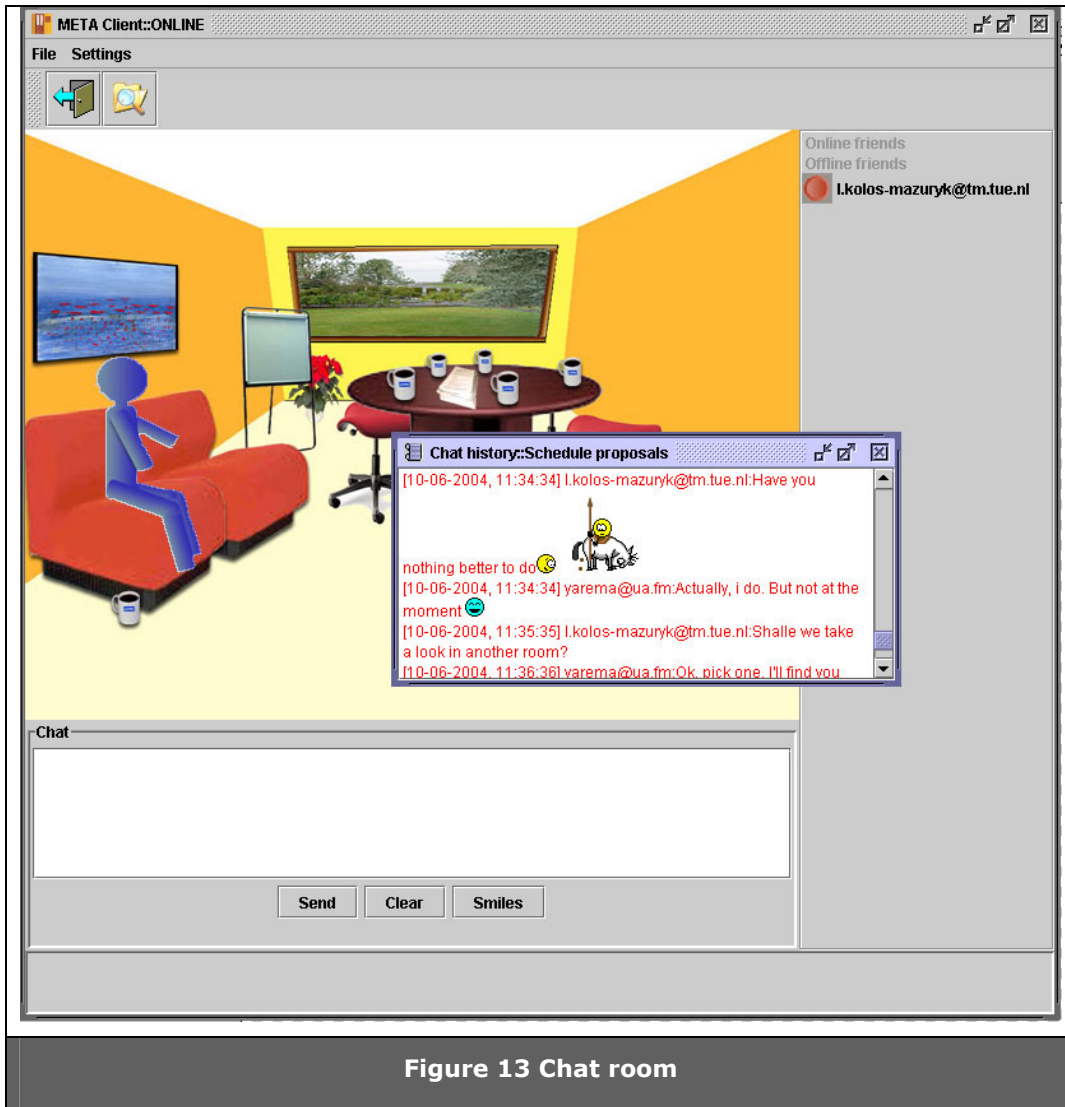 META Client::ONLINE
File Settings
Online friends
Offline friends
l.kolos-mazuryk@tm.tue.nl
Chat history::Schedule proposals
[10-06-2004, 11:34:34] l.kolos-mazuryk@tm.tue.nl:Have you
nothing better to do
[10-06-2004, 11:34:34] yarema@ua.fm:Actually, i do. But not at the
moment
[10-06-2004, 11:35:35] l.kolos-mazuryk@tm.tue.nl:Shalle we take
a look in another room?
[10-06-2004, 11:36:36] yarema@ua.fm:Ok, pick one. I'll find you
Chat
Send Clear Smiles
Figure 13 Chat room